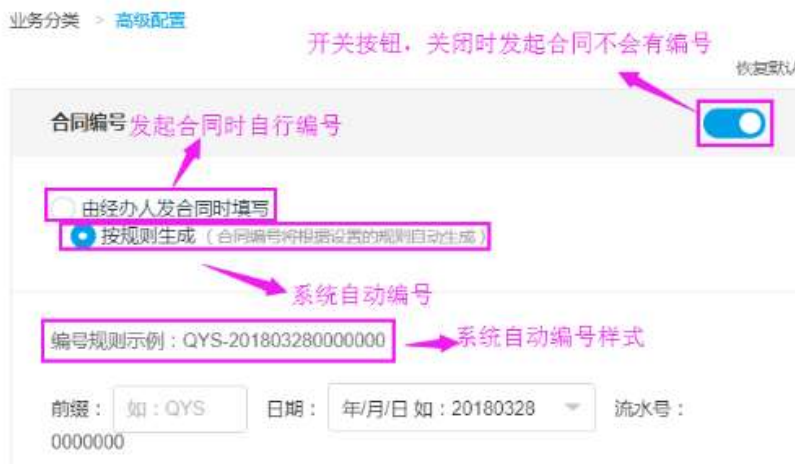 业务分类 > 高级配置
开关按钮，关闭时发起合同不会有编号
恢复默认
合同编号
发起合同时自行编号
由经办人发合同时填写
按规则生成（合同编号将根据设置的规则自动生成）
系统自动编号
编号规则示例：QYS-201803280000000
系统自动编号样式
前缀： 如：QYS 日期： 年/月/日 如：20180328 流水号：
0000000